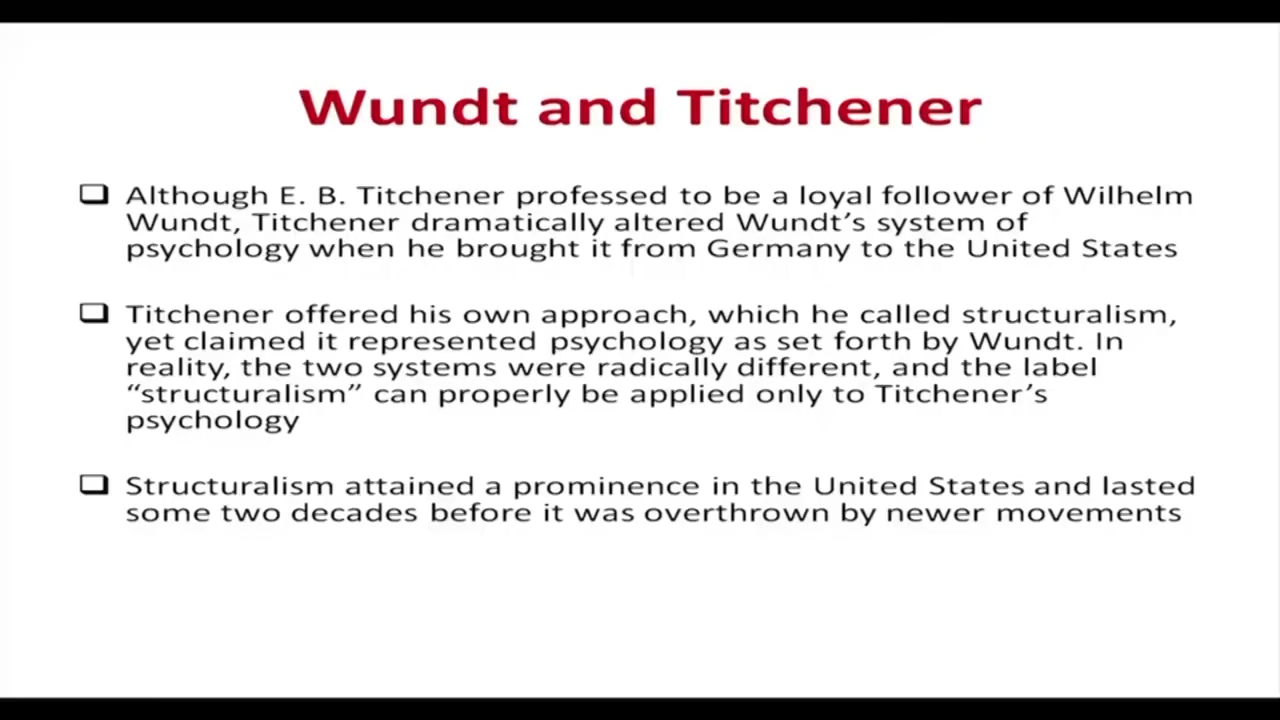 Wundt and Titchener
Although E. B. Titchener professed to be a loyal follower of Wilhelm
Wundt, Titchener dramatically altered Wundt’s system of
psychology when he brought it from Germany to the United States
Titchener offered his own approach, which he called structuralism,
yet claimed it represented psychology as set forth by Wundt. In
reality, the two systems were radically different, and the label
“structuralism” can properly be applied only to Titchener’s
psychology
Structuralism attained a prominence in the United States and lasted
some two decades before it was overthrown by newer movements